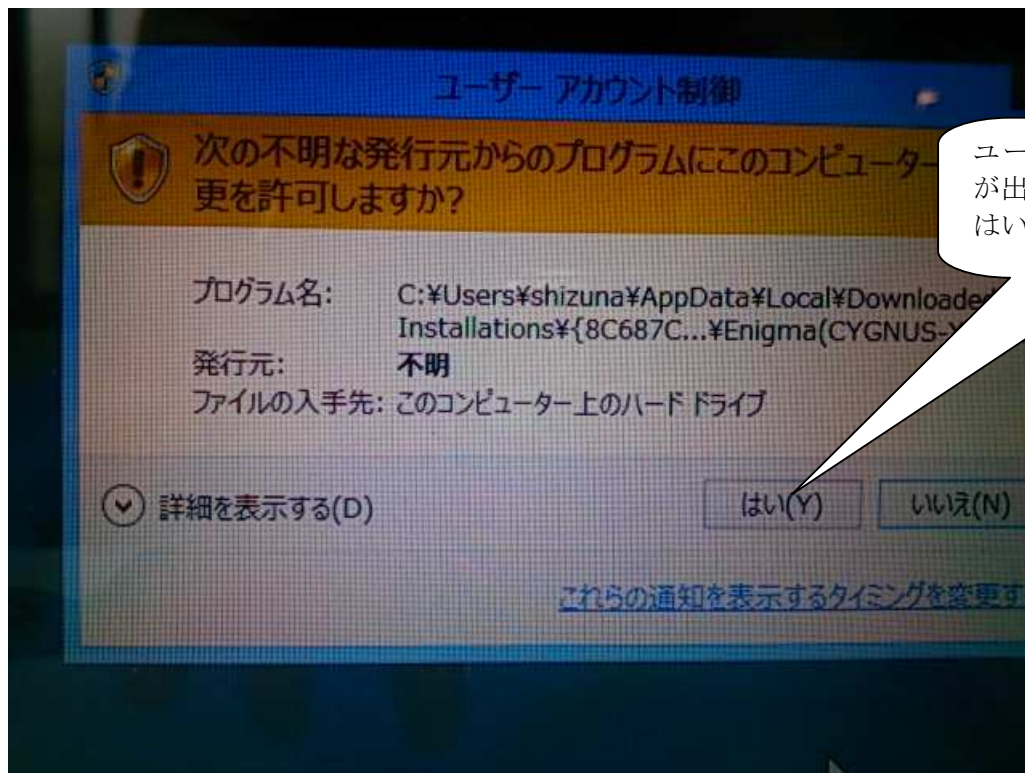 ユーザー アカウント制御
次の不明な発行元からのプログラムにこのコンピューター
更を許可しますか?
プログラム名: C:¥Users¥shizuna¥AppData¥Local¥Downloaded
Installations¥{8C687C...¥Enigma(CYGNUS-
発行元: 不明
ファイルの入手先: このコンピューター上のハード ドライブ
詳細を表示する(D)
はい(Y)
いいえ(N)
これらの通知を表示するタイミングを変更す
ユー
が出
はい